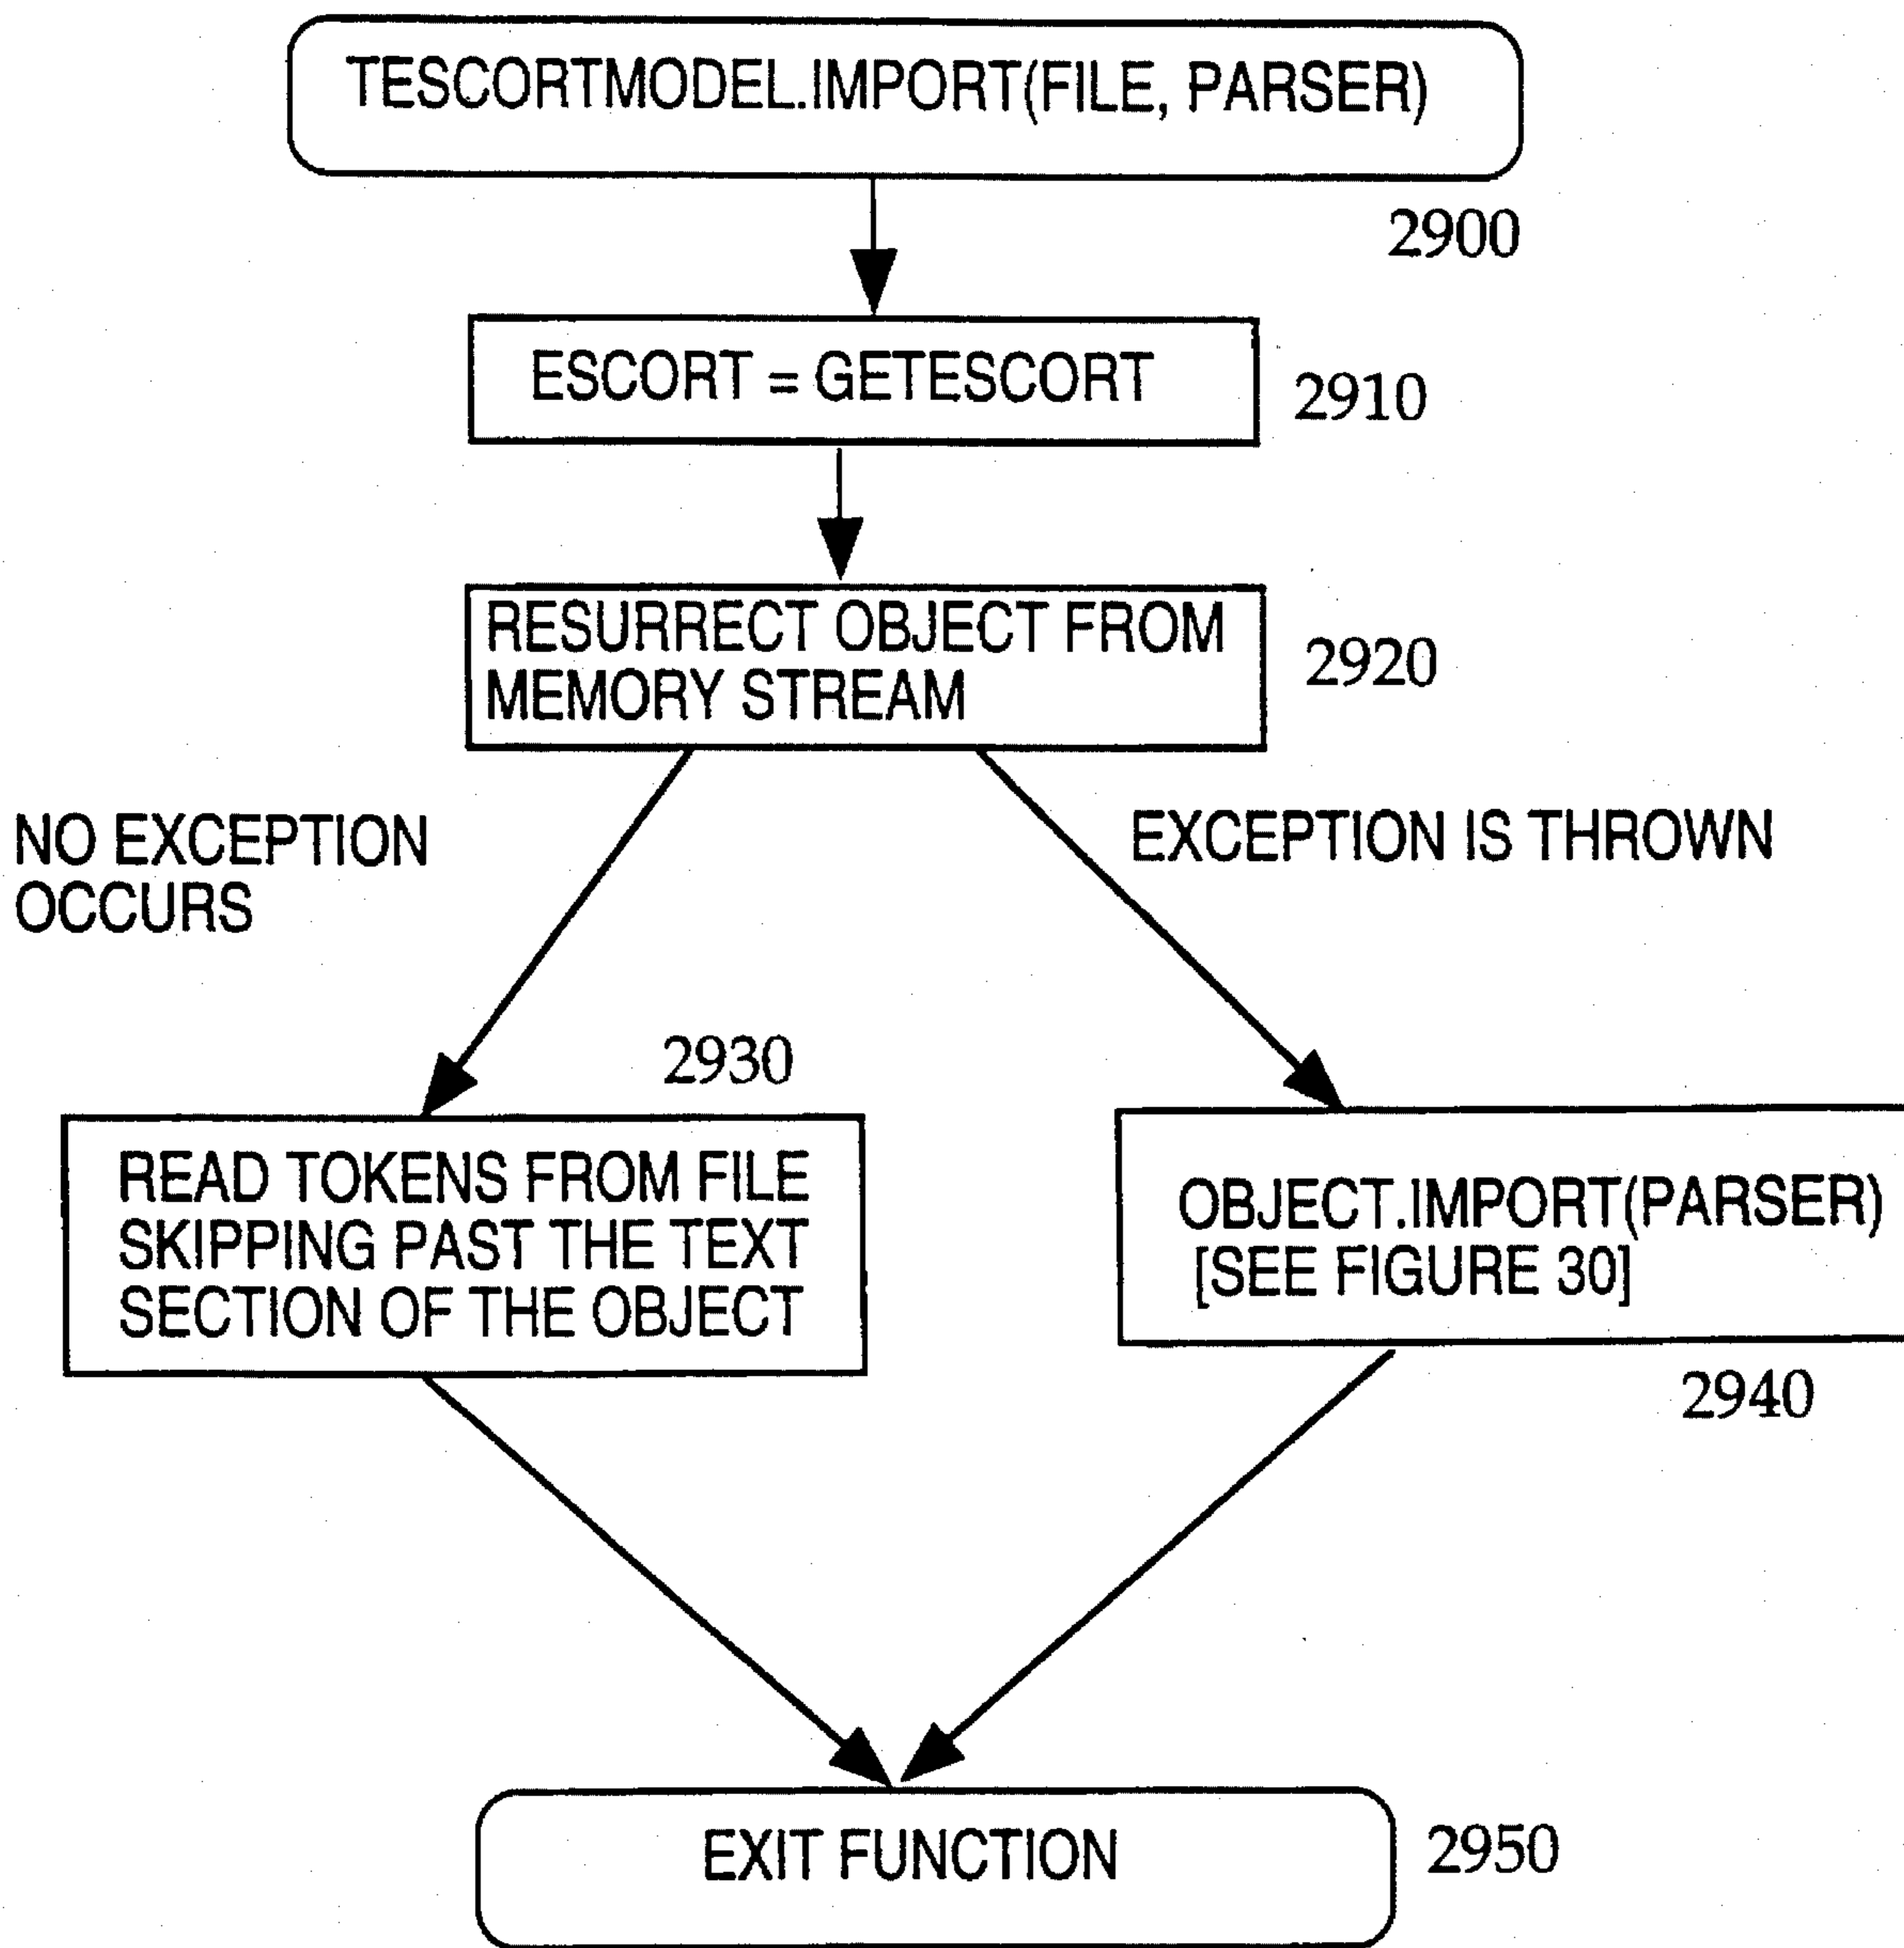 TESCORTMODEL.IMPORT(FILE, PARSER)
2900
ESCORT = GETESCORT
2910
RESURRECT OBJECT FROM
MEMORY STREAM
2920
NO EXCEPTION
OCCURS
EXCEPTION IS THROWN
2930
READ TOKENS FROM FILE
SKIPPING PAST THE TEXT
SECTION OF THE OBJECT
OBJECT.IMPORT(PARSER)
[SEE FIGURE 30]
2940
EXIT FUNCTION
2950